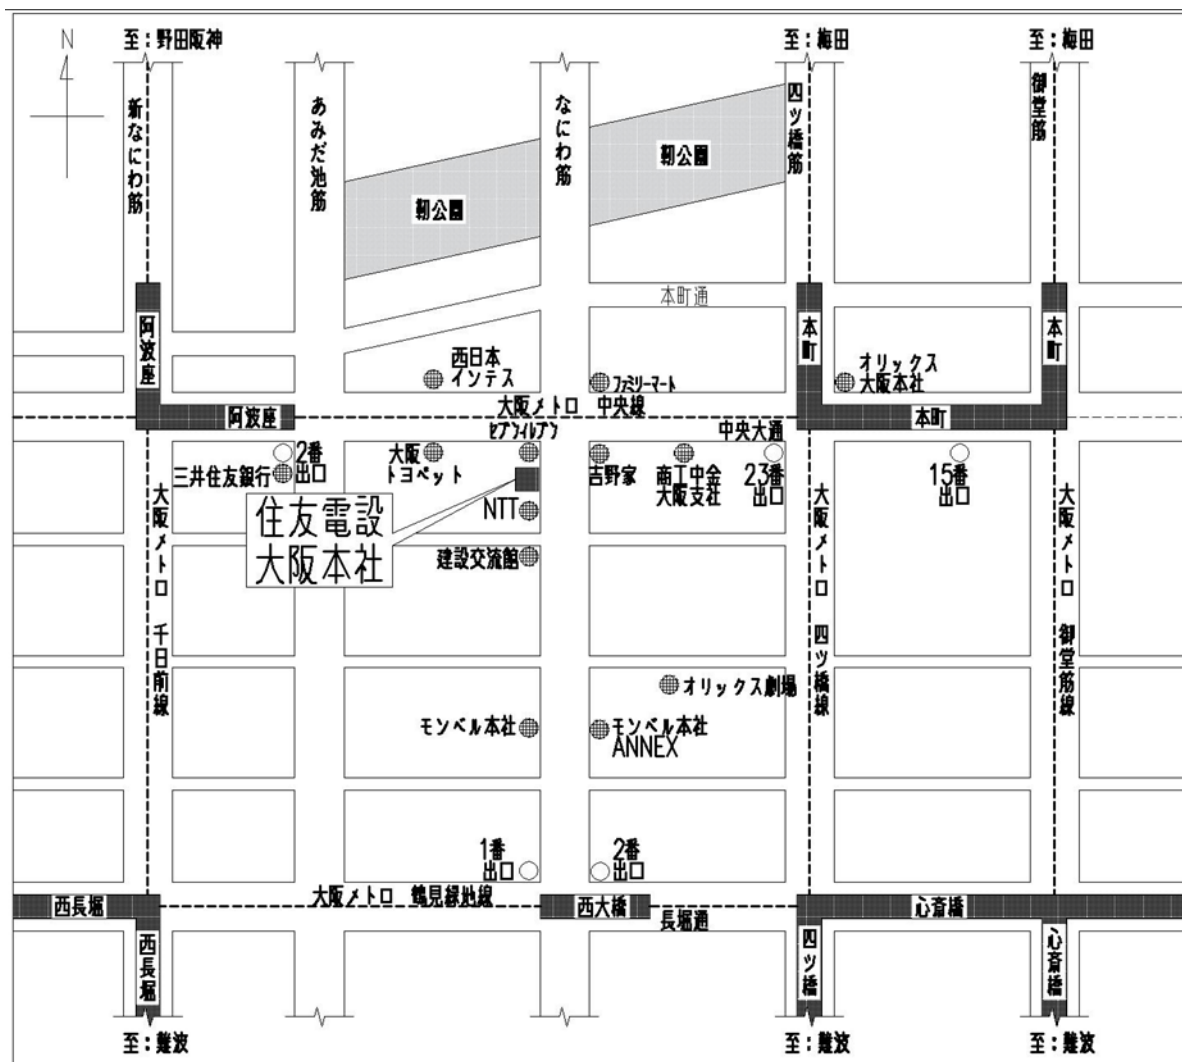 N
至：野田阪神
至：梅田
至：梅田
新なにわ筋
あみだ池筋
なにわ筋
四ツ橋筋
御堂筋
靭公園
靭公園
本町通
阿波座
本町
本町
西日本
インテス
ファミリーマート
オリックス
大阪本社
阿波座
大阪メトロ 中央線
本町
セブンイレブン
中央大通
三井住友銀行
2番
出口
大阪
トヨペット
吉野家
商工中金
大阪支社
23番
出口
15番
出口
住友電設
大阪本社
NTT
建設交流館
大阪メトロ 千日前線
大阪メトロ 四ツ橋線
大阪メトロ 御堂筋線
オリックス劇場
モンベル本社
モンベル本社
ANNEX
1番
出口
2番
出口
大阪メトロ 鶴見緑地線
西長堀
西大橋
心斎橋
長堀通
西長堀
四ツ橋
心斎橋
至：難波
至：難波
至：難波